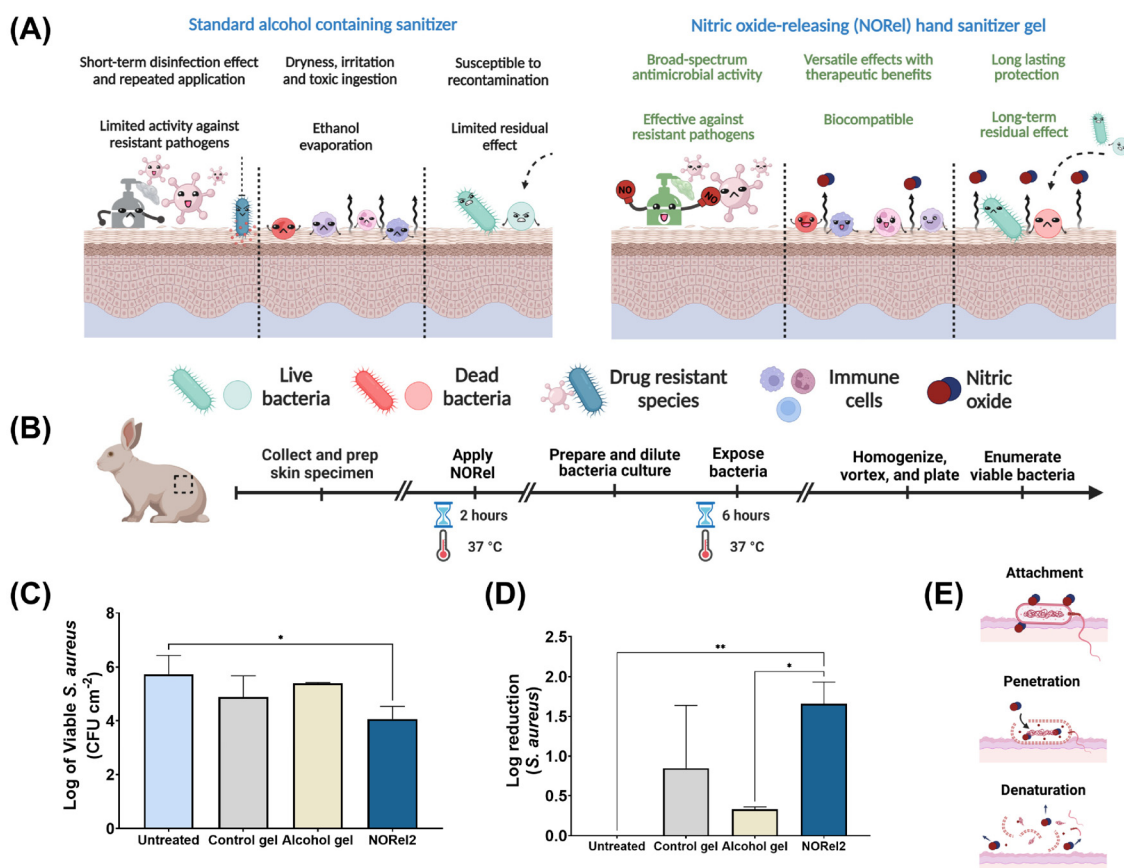 (A)
Standard alcohol containing sanitizer
Short-term disinfection effect
and repeated application
Dryness, irritation
and toxic ingestion
Susceptible to
recontamination
Limited activity against
resistant pathogens
Ethanol
evaporation
Limited residual
effect
Nitric oxide-releasing (NORel) hand sanitizer gel
Broad-spectrum
antimicrobial activity
Versatile effects with
therapeutic benefits
Long lasting
protection
Effective against
resistant pathogens
Biocompatible
Long-term
residual effect
NO
NO
Live
bacteria
Dead
bacteria
Drug resistant
species
Immune
cells
Nitric
oxide
(B)
Collect and prep
skin specimen
Apply
NORel
2 hours
37 °C
Prepare and dilute
bacteria culture
Expose
bacteria
6 hours
37 °C
Homogenize,
vortex, and plate
Enumerate
viable bacteria
(C)
Log of Viable S. aureus
(CFU cm⁻²)
8
6
4
2
0
*
Untreated
Control gel
Alcohol gel
NORel2
(D)
Log reduction
(S. aureus)
2.5
2.0
1.5
1.0
0.5
0.0
**
*
Untreated
Control gel
Alcohol gel
NORel2
(E)
Attachment
Penetration
Denaturation